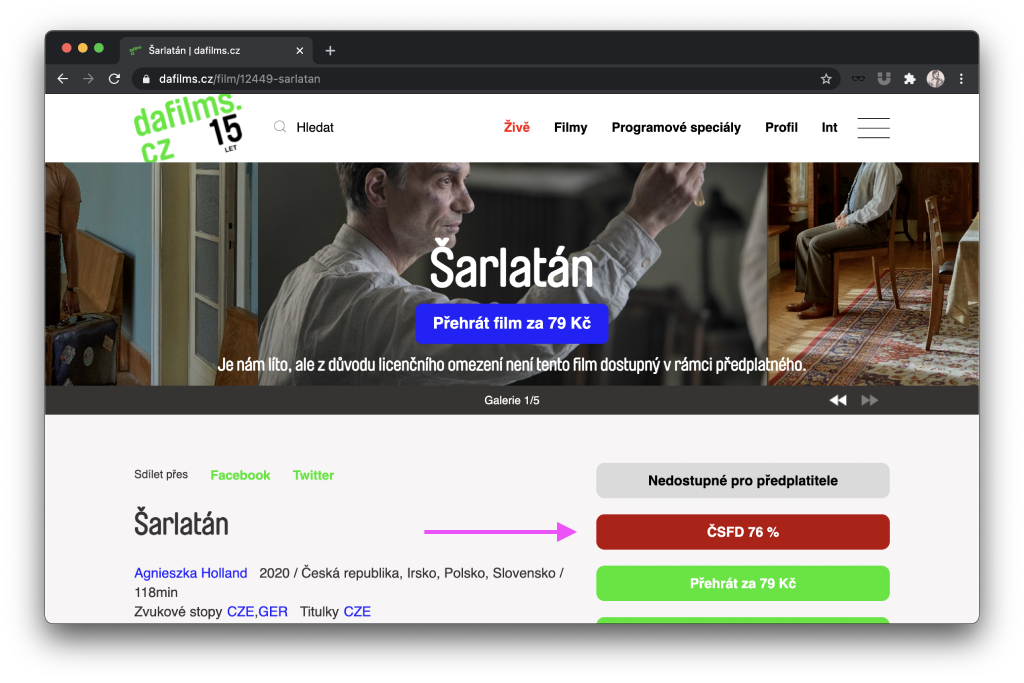 Šarlatán | dafilms.cz
dafilms.cz/film/12449-sarlatan
dafilms.
cz
15
LET
Hledat
Živě
Filmy
Programové speciály
Profil
Int
Šarlatán
Přehrát film za 79 Kč
Je nám líto, ale z důvodu licenčního omezení není tento film dostupný v rámci předplatného.
Galerie 1/5
Sdílet přes Facebook Twitter
Šarlatán
Agnieszka Holland 2020 / Česká republika, Irsko, Polsko, Slovensko /
118min
Zvukové stopy CZE,GER Titulky CZE
Nedostupné pro předplatitele
ČSFD 76 %
Přehrát za 79 Kč